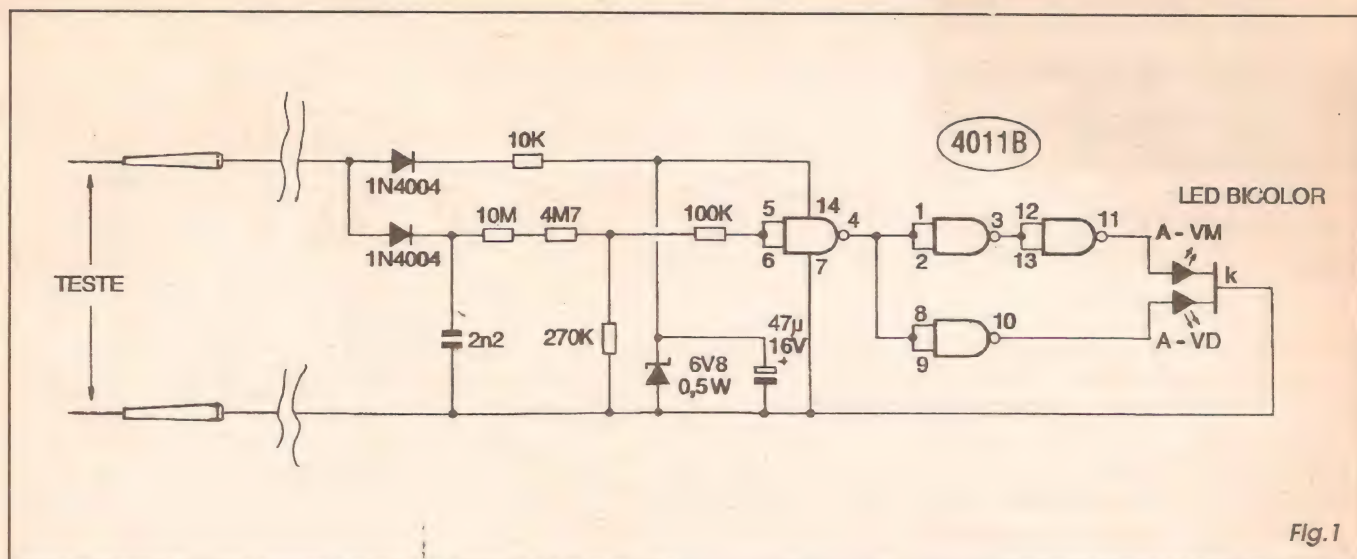 4011B
LED BICOLOR
TESTE
1N4004
10K
1N4004
10M
4M7
100K
2n2
270K
6V8
0,5W
47µ
16V
+
5
6
14
7
4
1
2
3
12
13
11
8
9
10
A - VM
k
A - VD
Fig. 1